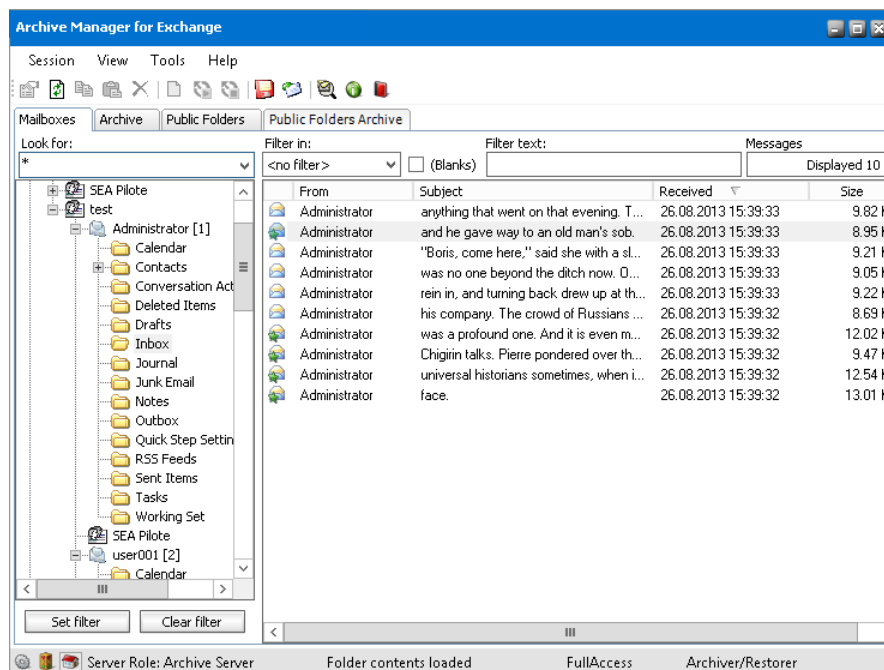 Archive Manager for Exchange
Session View Tools Help
Mailboxes Archive Public Folders Public Folders Archive
Look for: Filter in: Filter text: Messages
* <no filter> (Blanks) Displayed 10
From Subject Received Size
Administrator anything that went on that evening. T... 26.08.2013 15:39:33 9.82
Administrator and he gave way to an old man's sob. 26.08.2013 15:39:33 8.95
Administrator "Boris, come here," said she with a sl... 26.08.2013 15:39:33 9.21
Administrator was no one beyond the ditch now. O... 26.08.2013 15:39:33 9.05
Administrator rein in, and turning back drew up at th... 26.08.2013 15:39:33 9.22
Administrator his company. The crowd of Russians ... 26.08.2013 15:39:32 8.69
Administrator was a profound one. And it is even m... 26.08.2013 15:39:32 12.02
Administrator Chigirin talks. Pierre pondered over th... 26.08.2013 15:39:32 9.47
Administrator universal historians sometimes, when i... 26.08.2013 15:39:32 12.54
Administrator face. 26.08.2013 15:39:32 13.01
SEA Pilote
test
Administrator [1]
Calendar
Contacts
Conversation Act
Deleted Items
Drafts
Inbox
Journal
Junk Email
Notes
Outbox
Quick Step Settin
RSS Feeds
Sent Items
Tasks
Working Set
SEA Pilote
user001 [2]
Calendar
Set filter Clear filter
Server Role: Archive Server Folder contents loaded FullAccess Archiver/Restorer